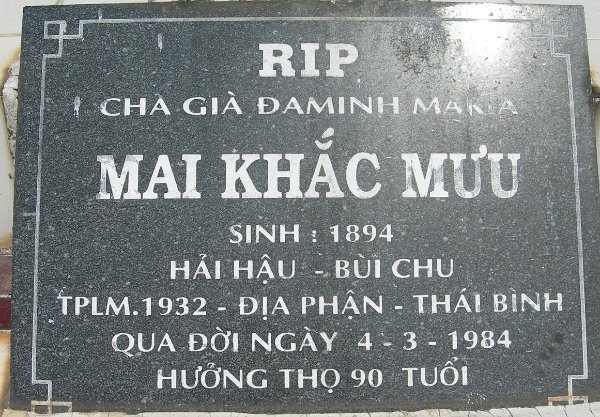 RIP
CHA GIÀ ĐAMINH MARIA
MAI KHẮC MƯU
SINH : 1894
HẢI HẬU - BÙI CHU
TPLM.1932 - ĐỊA PHẬN - THÁI BÌNH
QUA ĐỜI NGÀY 4 - 3 - 1984
HƯỞNG THỌ 90 TUỔI